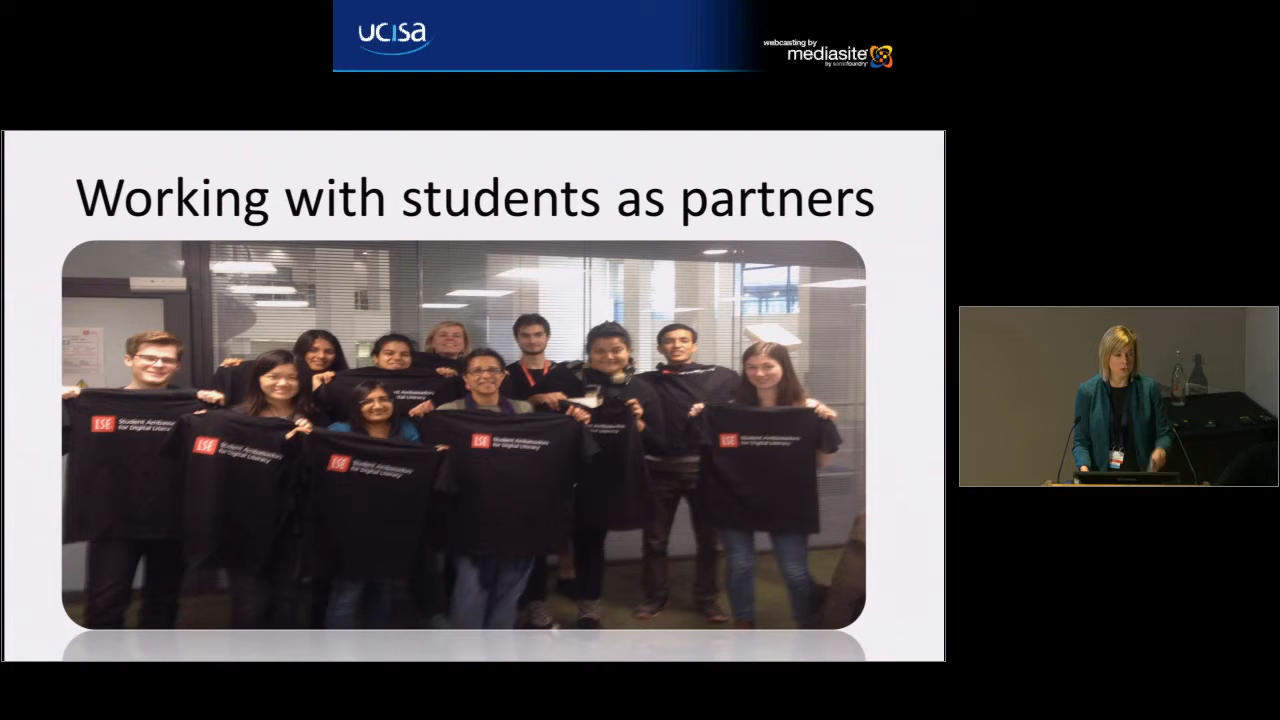 ucisa
webcasting by
mediasite
by sonicfoundry
Working with students as partners
LSE Student Ambassadors
for Digital Literacy
LSE Student Ambassadors
for Digital Literacy
LSE Student Ambassadors
for Digital Literacy
LSE Student Ambassadors
for Digital Literacy
LSE Student Ambassadors
for Digital Literacy